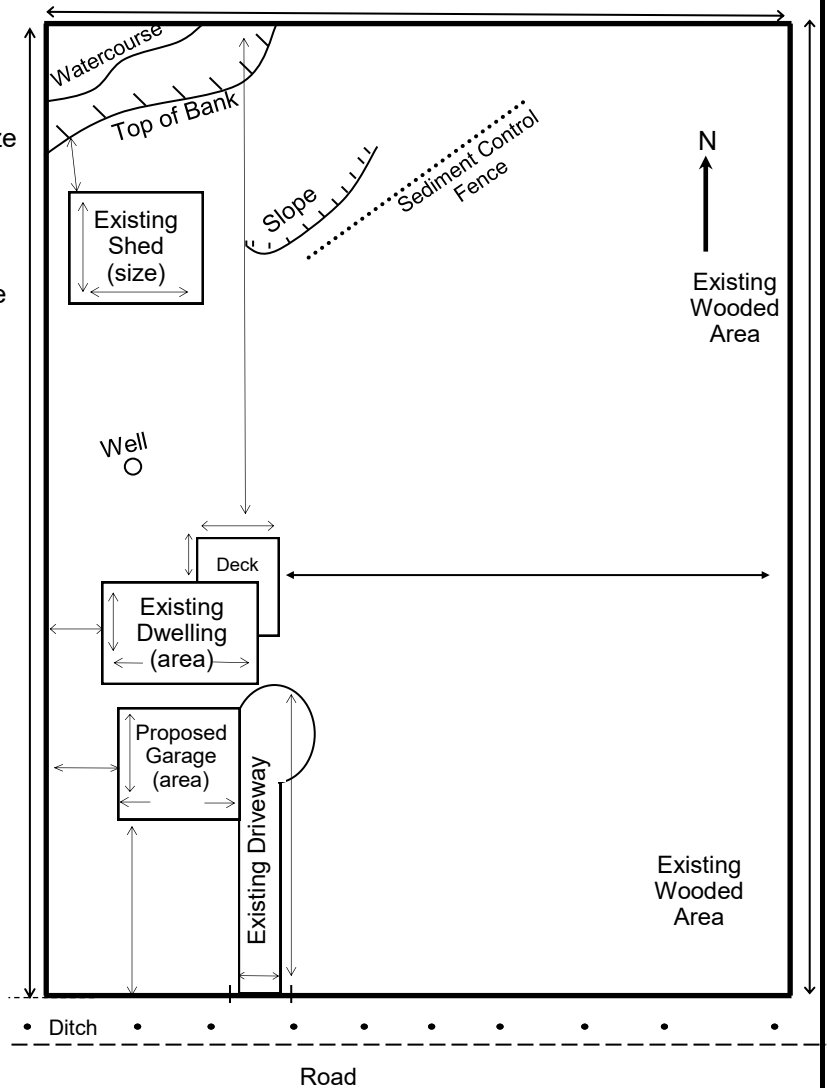 Watercourse
Top of Bank
ze
Sediment Control
Fence
N
Slope
Existing
Shed
(size)
Existing
Wooded
Area
e
Well
Deck
Existing
Dwelling
(area)
Proposed
Garage
(area)
Existing Driveway
Existing
Wooded
Area
Ditch
Road